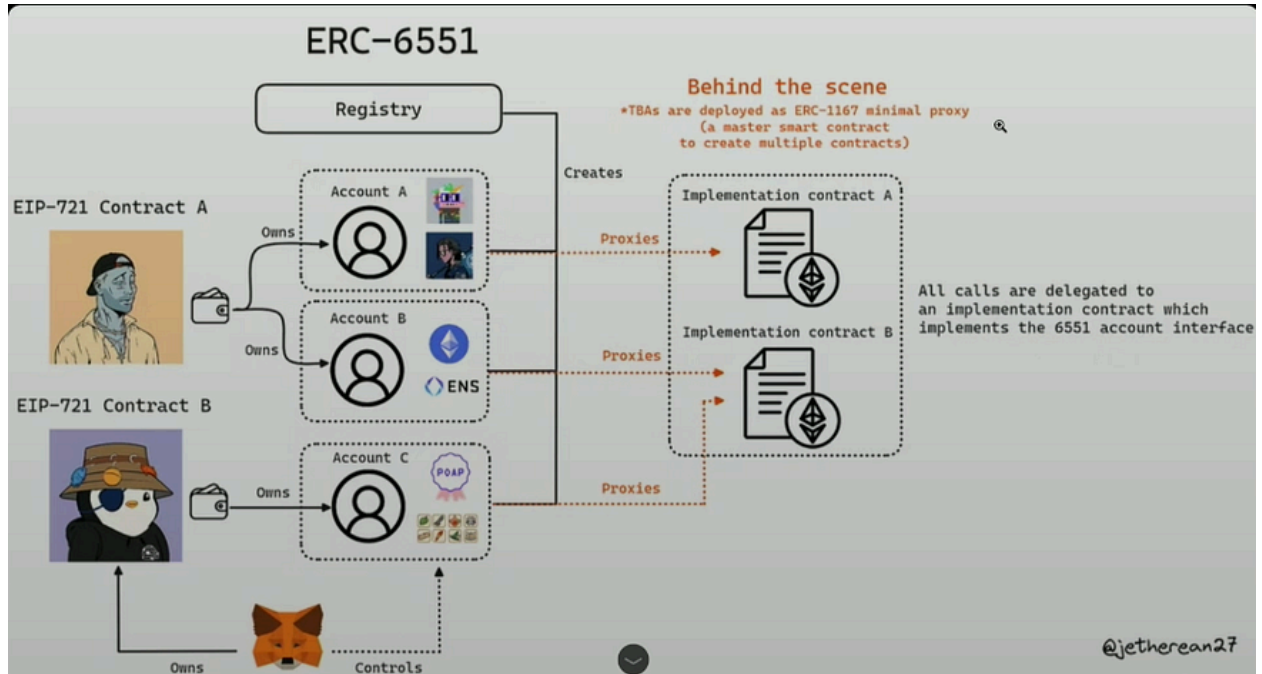 ERC-6551
Registry
Behind the scene
*TBAs are deployed as ERC-1167 minimal proxy
(a master smart contract
to create multiple contracts)
Creates
EIP-721 Contract A
Owns
Owns
Account A
Account B
ENS
Proxies
Proxies
Implementation contract A
Implementation contract B
All calls are delegated to
an implementation contract which
implements the 6551 account interface
EIP-721 Contract B
Owns
Account C
POAP
Proxies
Owns
Controls
@jetherean27